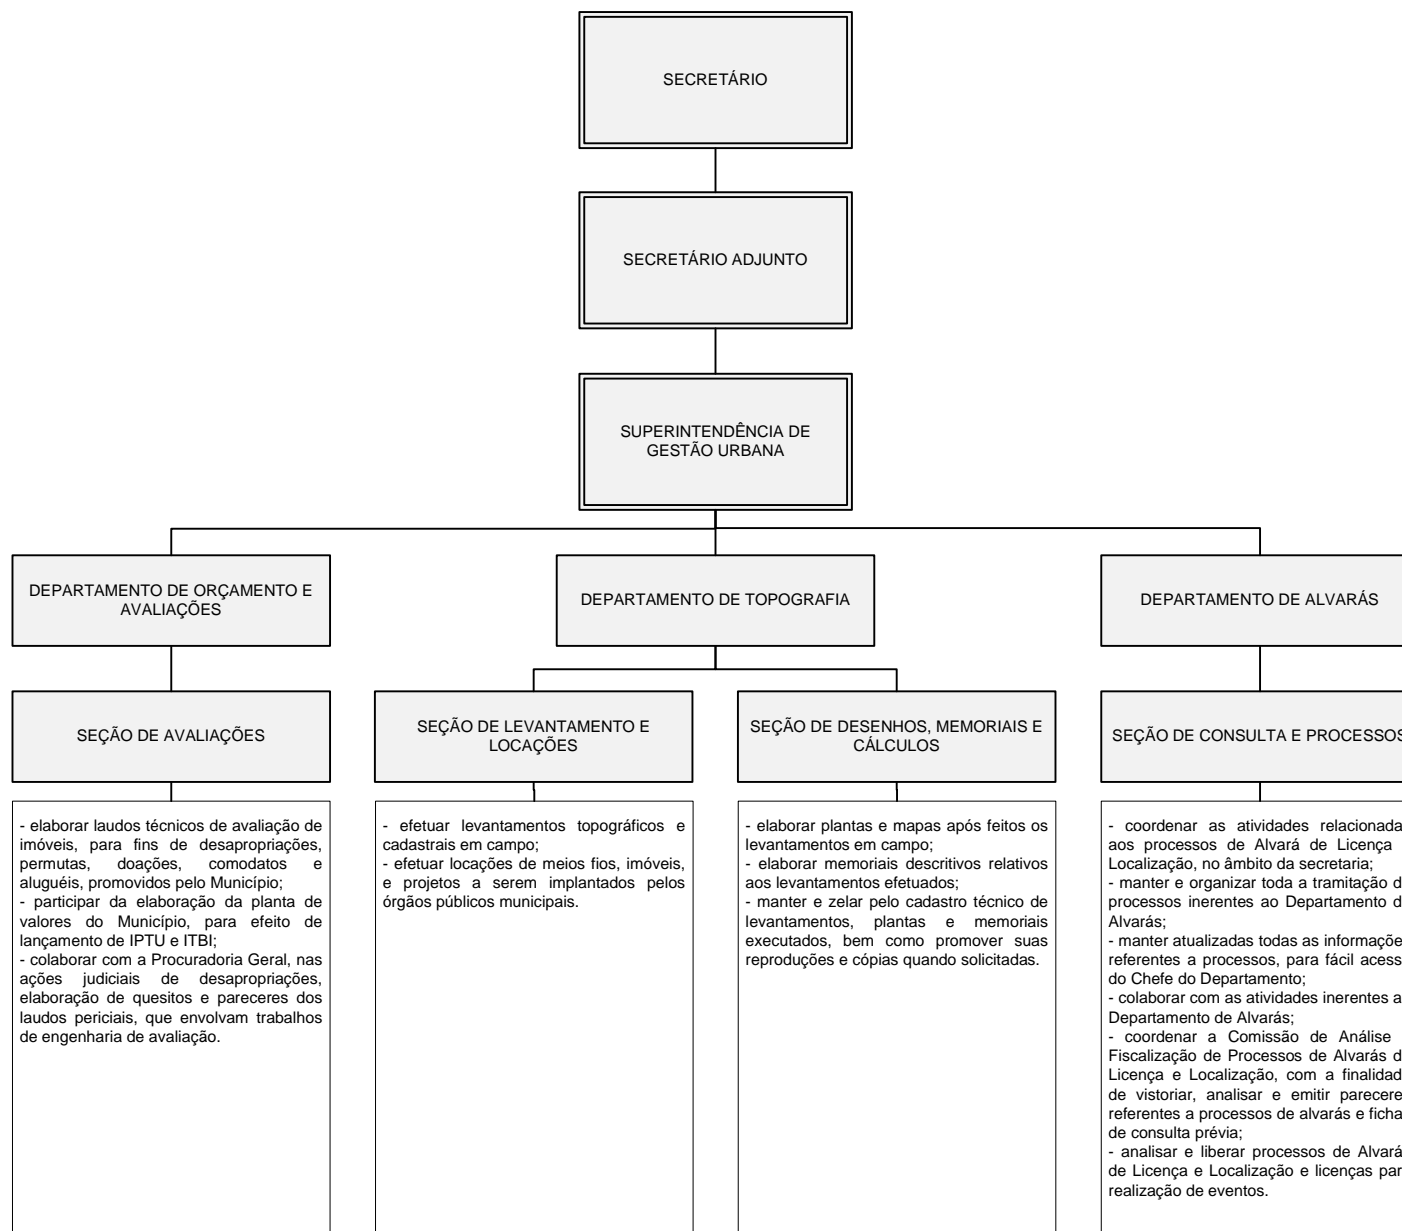 SECRETÁRIO
SECRETÁRIO ADJUNTO
SUPERINTENDÊNCIA DE
GESTÃO URBANA
DEPARTAMENTO DE ORÇAMENTO E
AVALIAÇÕES
DEPARTAMENTO DE TOPOGRAFIA
DEPARTAMENTO DE ALVARÁS
SEÇÃO DE AVALIAÇÕES
SEÇÃO DE LEVANTAMENTO E
LOCAÇÕES
SEÇÃO DE DESENHOS, MEMORIAIS E
CÁLCULOS
SEÇÃO DE CONSULTA E PROCESSOS
- elaborar laudos técnicos de avaliação de
imóveis, para fins de desapropriações,
permutas, doações, comodatos e
aluguéis, promovidos pelo Município;
- participar da elaboração da planta de
valores do Município, para efeito de
lançamento de IPTU e ITBI;
- colaborar com a Procuradoria Geral, nas
ações judiciais de desapropriações,
elaboração de quesitos e pareceres dos
laudos periciais, que envolvam trabalhos
de engenharia de avaliação.
- efetuar levantamentos topográficos e
cadastrais em campo;
- efetuar locações de meios fios, imóveis,
e projetos a serem implantados pelos
órgãos públicos municipais.
- elaborar plantas e mapas após feitos os
levantamentos em campo;
- elaborar memoriais descritivos relativos
aos levantamentos efetuados;
- manter e zelar pelo cadastro técnico de
levantamentos, plantas e memoriais
executados, bem como promover suas
reproduções e cópias quando solicitadas.
- coordenar as atividades relacionada
aos processos de Alvará de Licença
Localização, no âmbito da secretaria;
- manter e organizar toda a tramitação d
processos inerentes ao Departamento d
Alvarás;
- manter atualizadas todas as informaçõe
referentes a processos, para fácil acess
do Chefe do Departamento;
- colaborar com as atividades inerentes a
Departamento de Alvarás;
- coordenar a Comissão de Análise
Fiscalização de Processos de Alvarás d
Licença e Localização, com a finalidad
de vistoriar, analisar e emitir parecere
referentes a processos de alvarás e ficha
de consulta prévia;
- analisar e liberar processos de Alvará
de Licença e Localização e licenças par
realização de eventos.